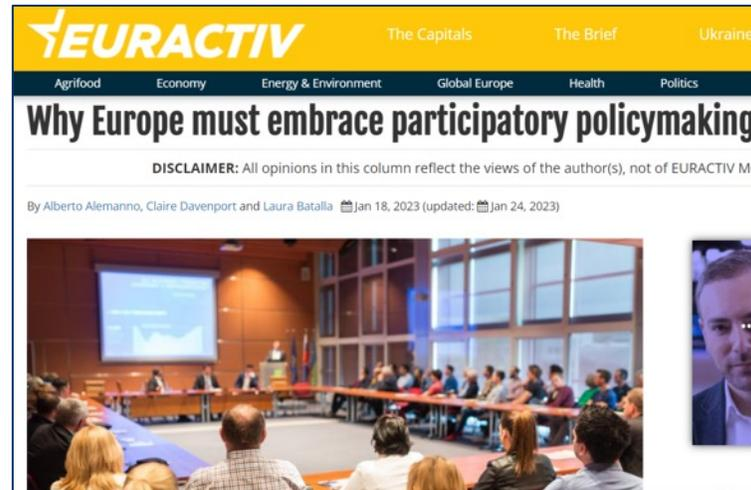 EURACTIV
The Capitals The Brief Ukraine
Agrifood Economy Energy & Environment Global Europe Health Politics
Why Europe must embrace participatory policymaking
DISCLAIMER: All opinions in this column reflect the views of the author(s), not of EURACTIV M
By Alberto Alemanno, Claire Davenport and Laura Batalla Jan 18, 2023 (updated: Jan 24, 2023)